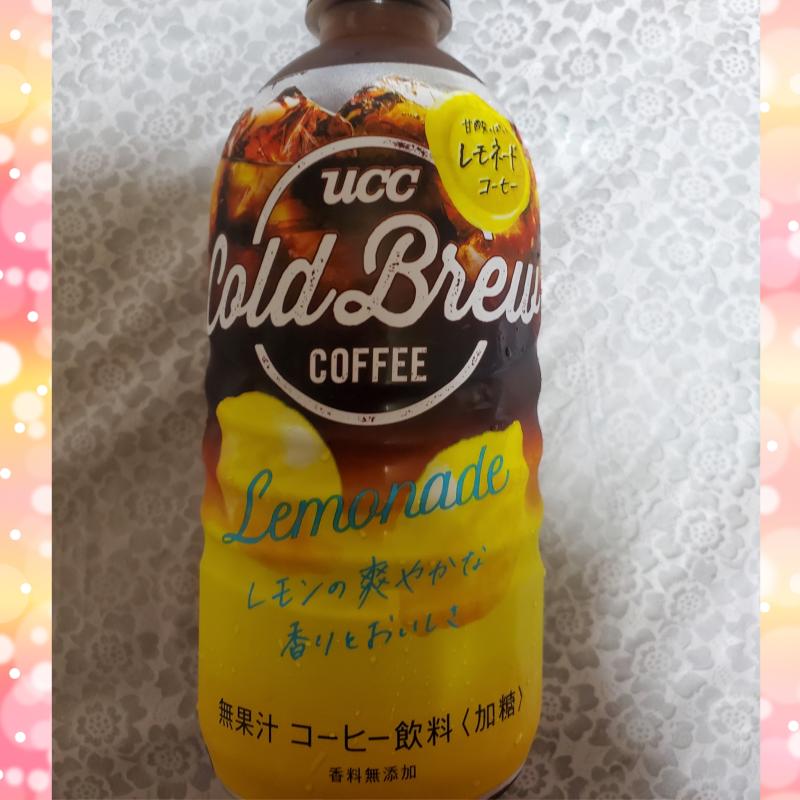 甘酸っぱい
レモネード
コーヒー
UCC
Cold Brew
COFFEE
Lemonade
レモンの爽やかな
香りとおいしさ
無果汁 コーヒー飲料〈加糖〉
香料無添加